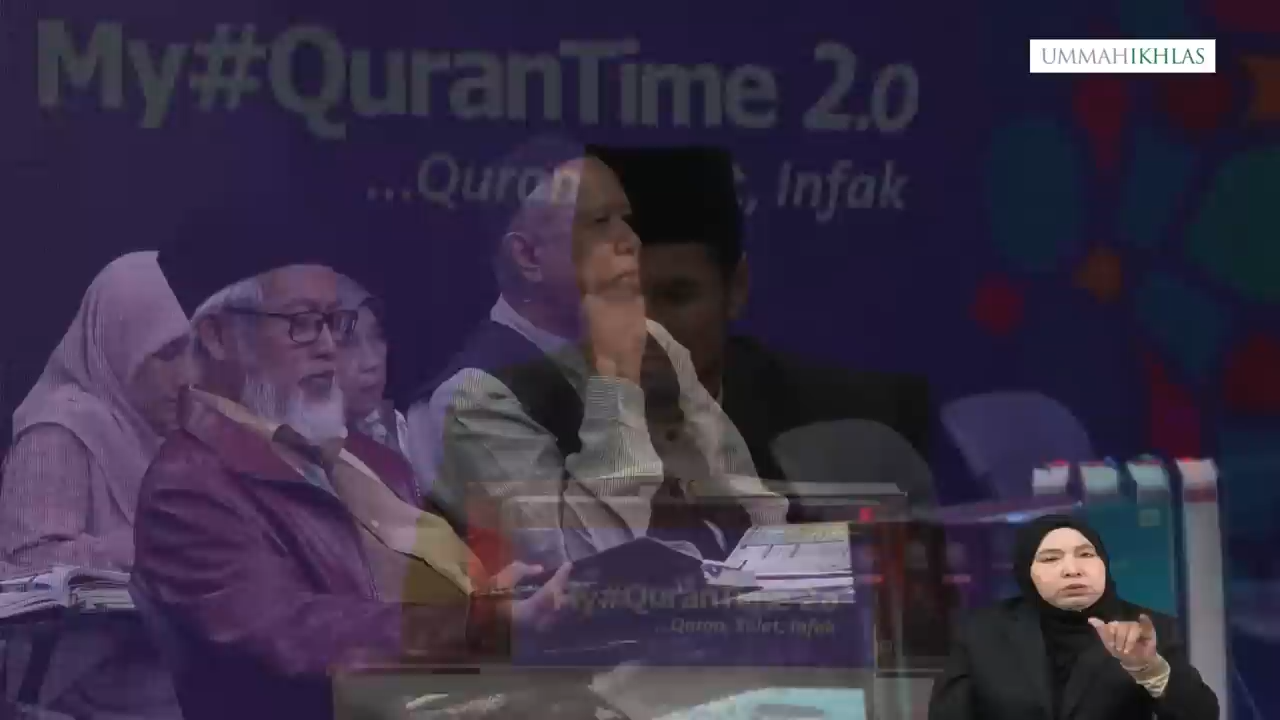 My#QuranTime 2.0
UMMAHIKHLAS
...Quran, Infak
My#QuranTime 2.0
...Quran, Tilet, Infak